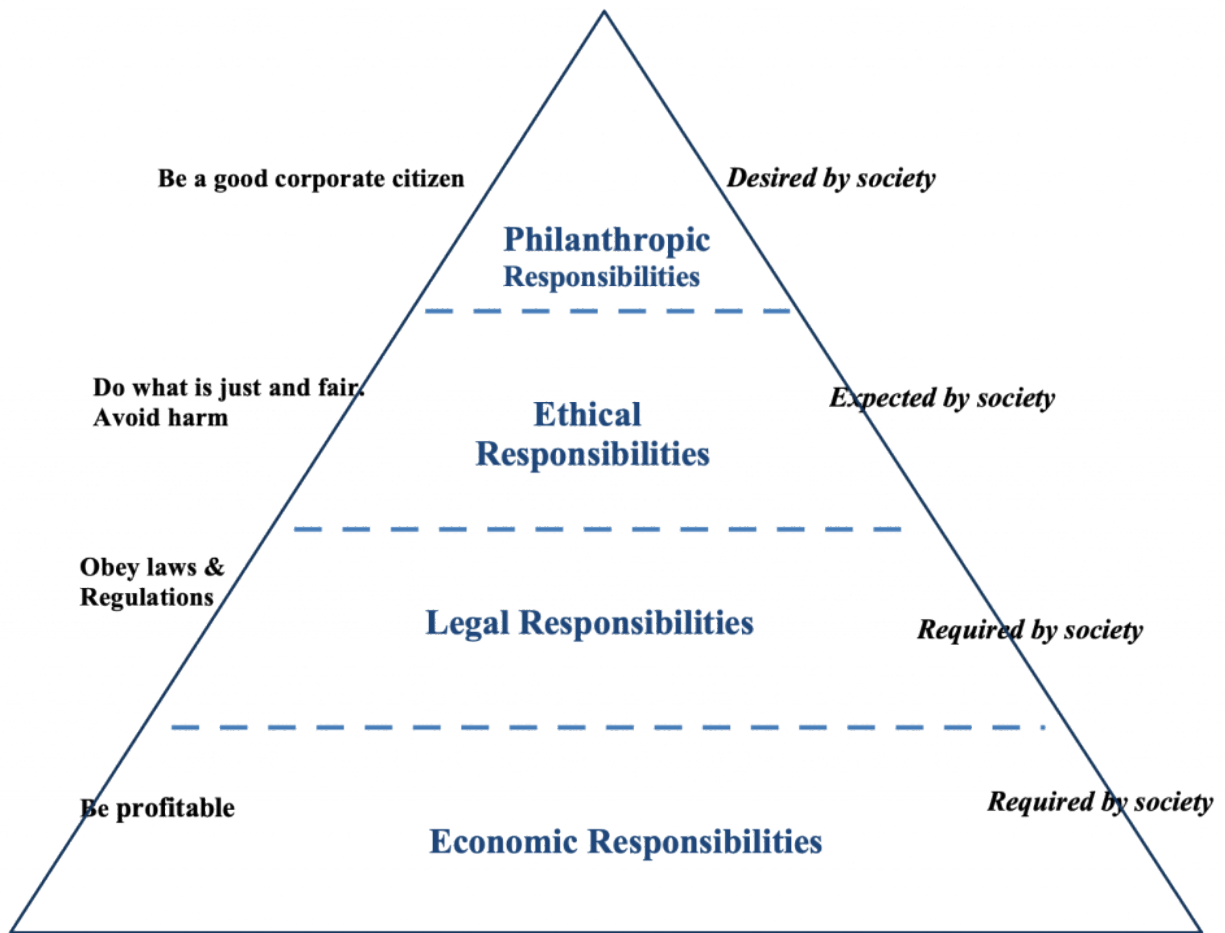 Be a good corporate citizen
Desired by society
Philanthropic
Responsibilities
Do what is just and fair.
Avoid harm
Expected by society
Ethical
Responsibilities
Obey laws &
Regulations
Legal Responsibilities
Required by society
Be profitable
Required by society
Economic Responsibilities